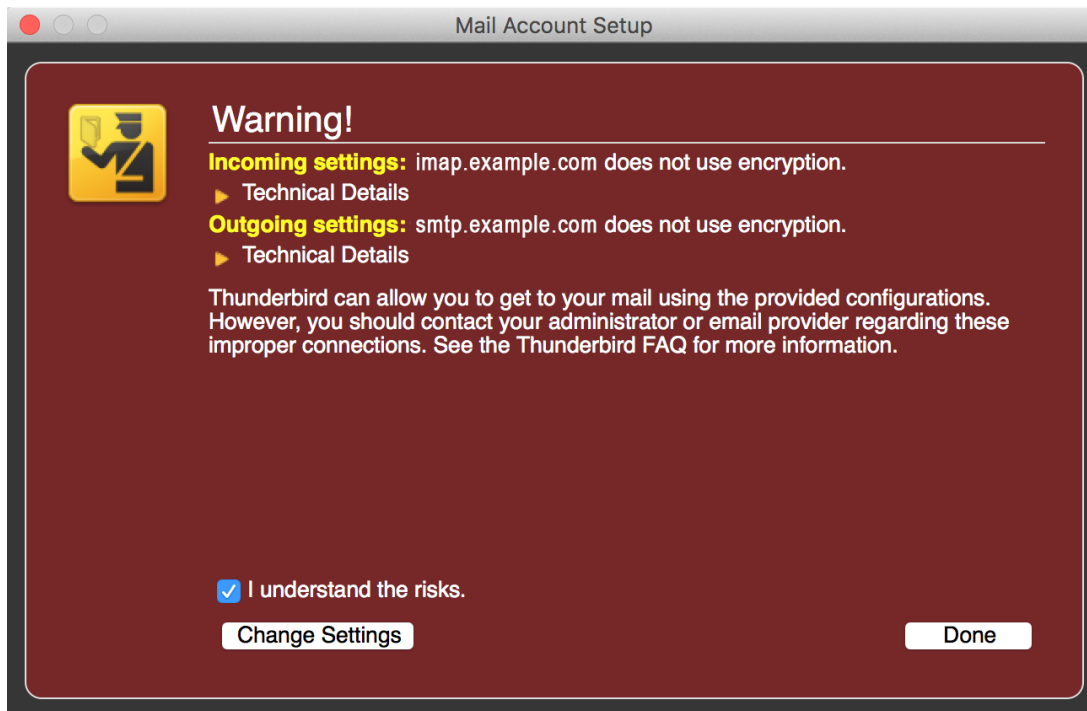 Mail Account Setup
Warning!
Incoming settings: imap.example.com does not use encryption.
Technical Details
Outgoing settings: smtp.example.com does not use encryption.
Technical Details
Thunderbird can allow you to get to your mail using the provided configurations.
However, you should contact your administrator or email provider regarding these
improper connections. See the Thunderbird FAQ for more information.
I understand the risks.
Change Settings
Done